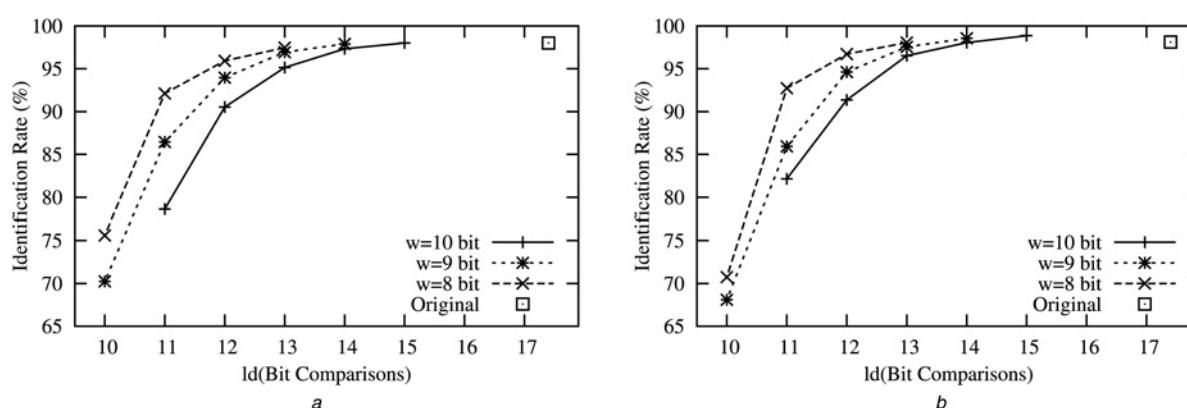 100
95
90
85
80
75
70
65
Identification Rate (%)
w=10 bit
w=9 bit
w=8 bit
Original
10 11 12 13 14 15 16 17
ld(Bit Comparisons)
a
100
95
90
85
80
75
70
65
Identification Rate (%)
w=10 bit
w=9 bit
w=8 bit
Original
10 11 12 13 14 15 16 17
ld(Bit Comparisons)
b